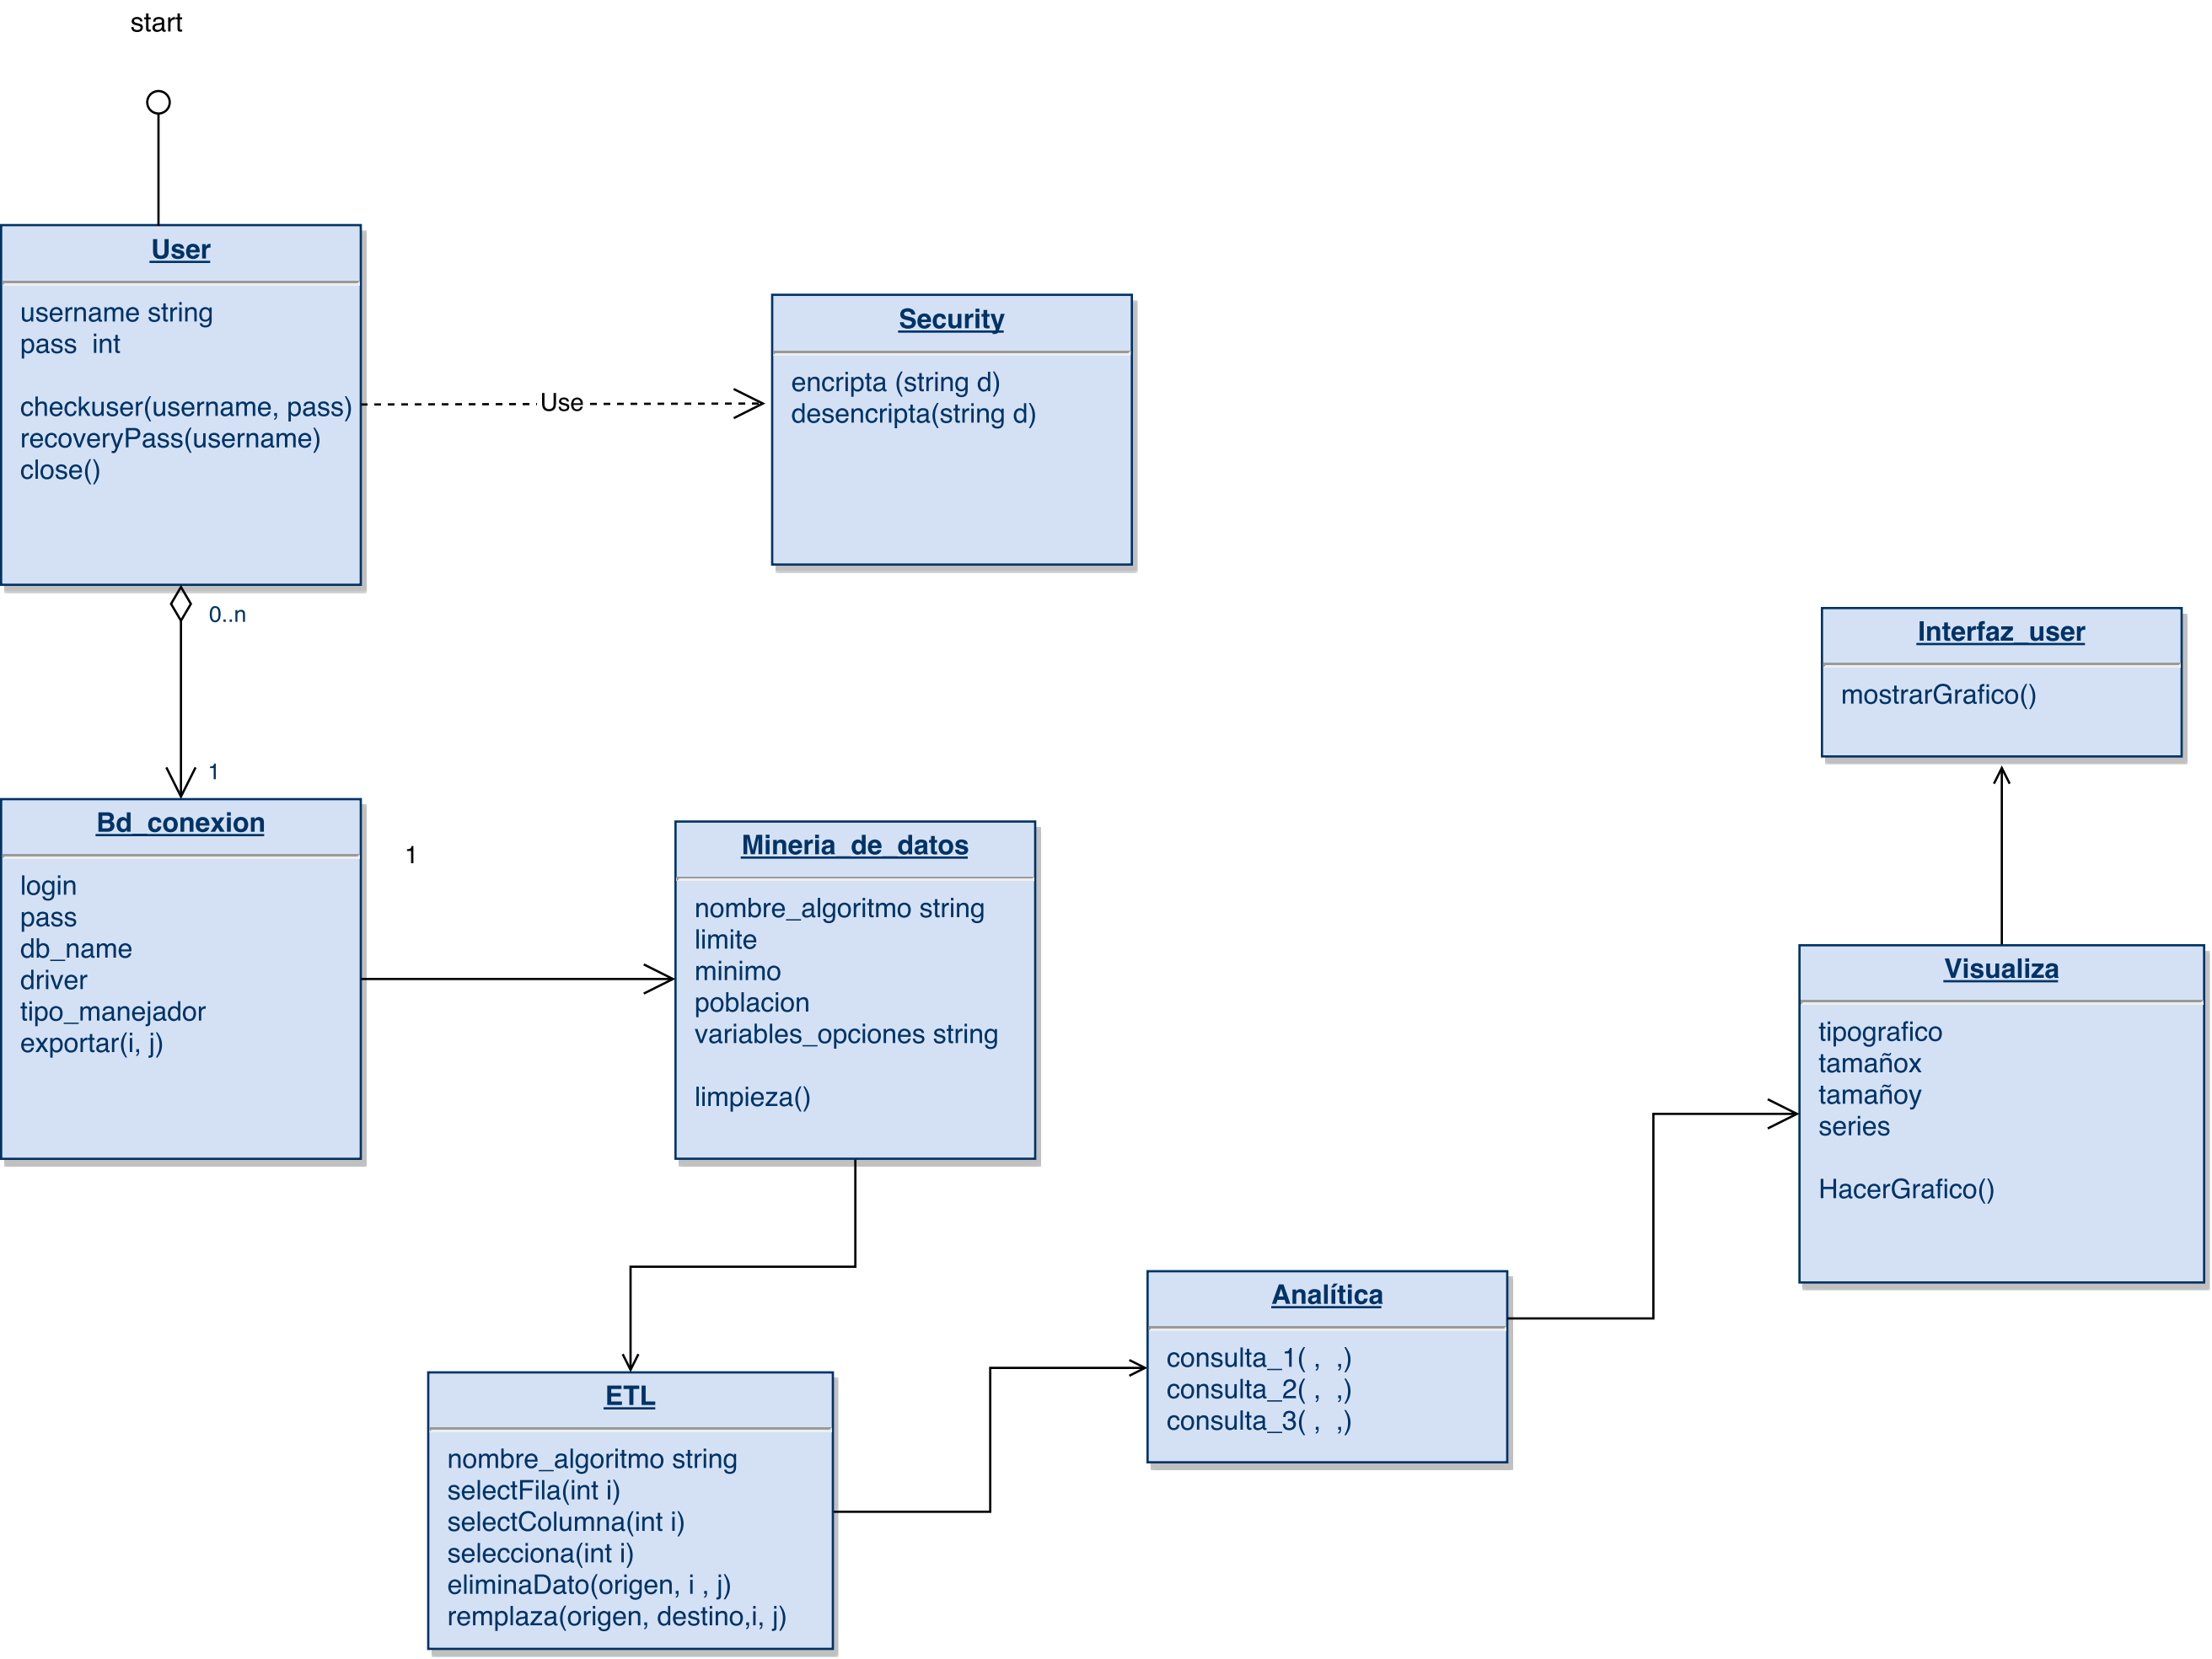 start
User
username string
pass  int
checkuser(username, pass)
recoveryPass(username)
close()
Use
Security
encripta (string d)
desencripta(string d)
0..n
1
Bd_conexion
login
pass
db_name
driver
tipo_manejador
exportar(i, j)
1
Mineria_de_datos
nombre_algoritmo string
limite
minimo
poblacion
variables_opciones string
limpieza()
Interfaz_user
mostrarGrafico()
Visualiza
tipografico
tamañox
tamañoy
series
HacerGrafico()
ETL
nombre_algoritmo string
selectFila(int i)
selectColumna(int i)
selecciona(int i)
eliminaDato(origen, i , j)
remplaza(origen, destino,i, j)
Analítica
consulta_1( ,  ,)
consulta_2( ,  ,)
consulta_3( ,  ,)